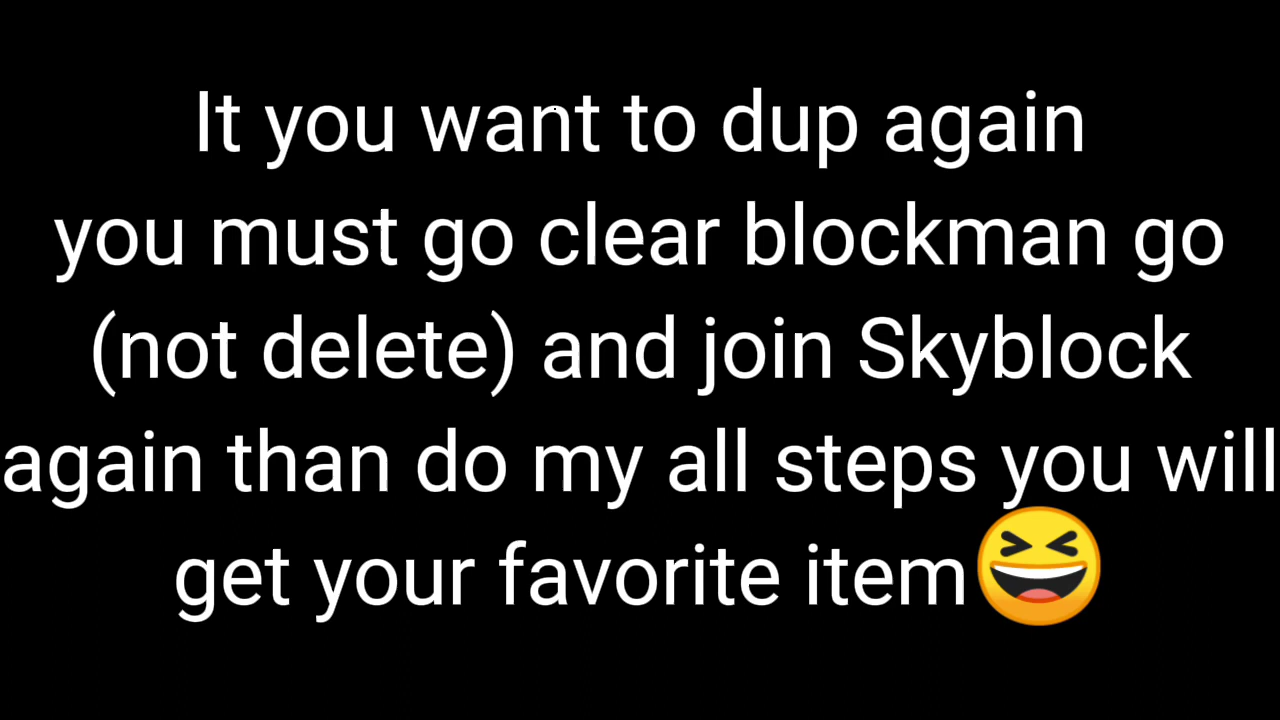 It you want to dup again
you must go clear blockman go
(not delete) and join Skyblock
again than do my all steps you will
get your favorite item😆